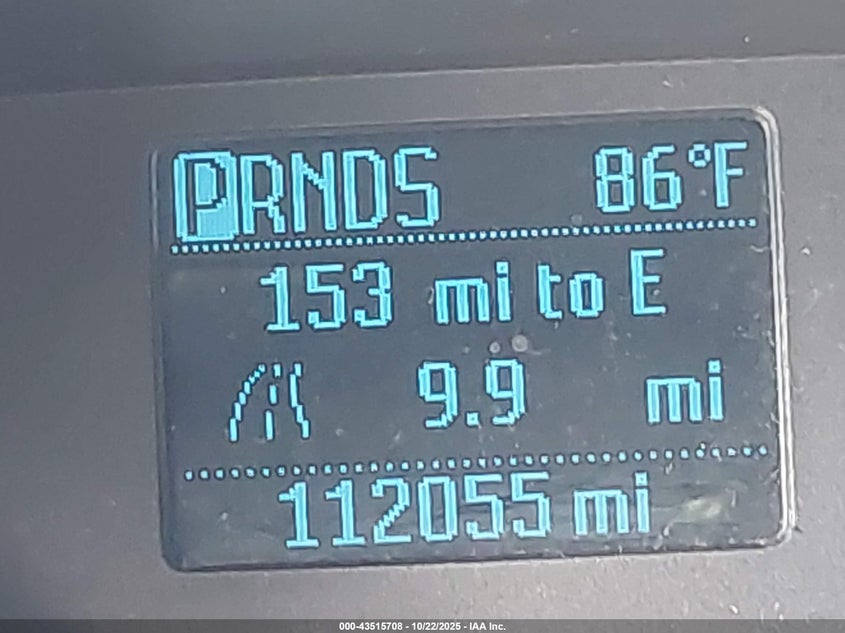 PRNDS 86°F
153 mi to E
9.9 mi
112055 mi
000-43515708 - 10/22/2025 - IAA Inc.